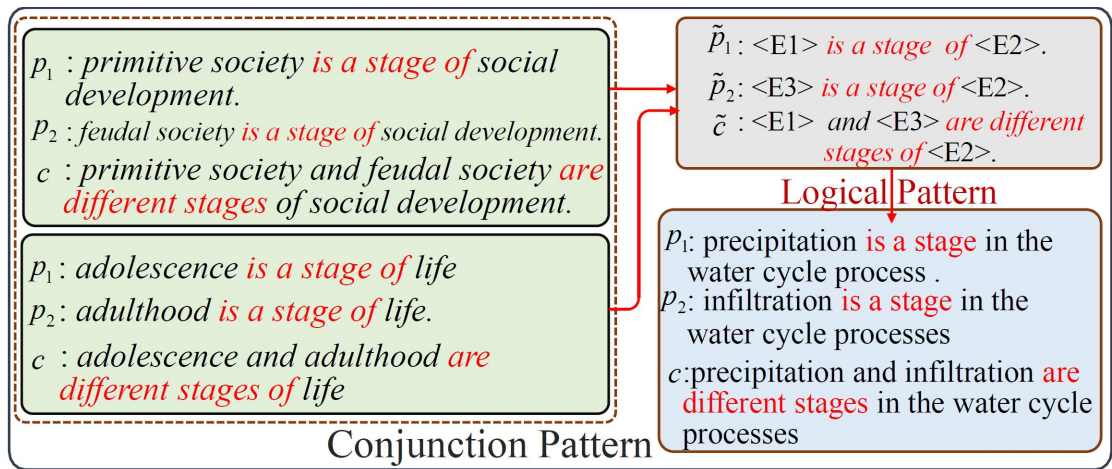 p₁ : primitive society is a stage of social
development.
p₂ : feudal society is a stage of social development.
c : primitive society and feudal society are
different stages of social development.
p₁: adolescence is a stage of life
p₂: adulthood is a stage of life.
c : adolescence and adulthood are
different stages of life
Conjunction Pattern
p̃₁: <E1> is a stage of <E2>.
p̃₂: <E3> is a stage of <E2>.
c̃ : <E1> and <E3> are different
stages of <E2>.
Logical Pattern
p₁: precipitation is a stage in the
water cycle process .
p₂: infiltration is a stage in the
water cycle processes
c:precipitation and infiltration are
different stages in the water cycle
processes